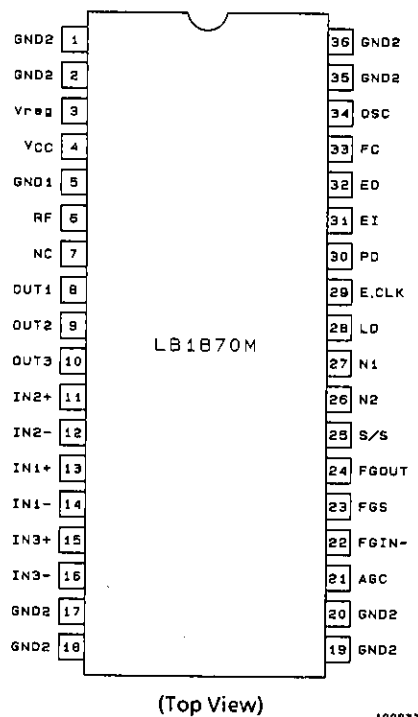 GND2 1
GND2 2
Vreg 3
VCC 4
GND1 5
RF 6
NC 7
OUT1 8
OUT2 9
OUT3 10
IN2+ 11
IN2- 12
IN1+ 13
IN1- 14
IN3+ 15
IN3- 16
GND2 17
GND2 18
LB1870M
36 GND2
35 GND2
34 OSC
33 FC
32 EO
31 EI
30 PD
29 E.CLK
28 LD
27 N1
26 N2
25 S/S
24 FGOUT
23 FGS
22 FGIN-
21 AGC
20 GND2
19 GND2
(Top View)